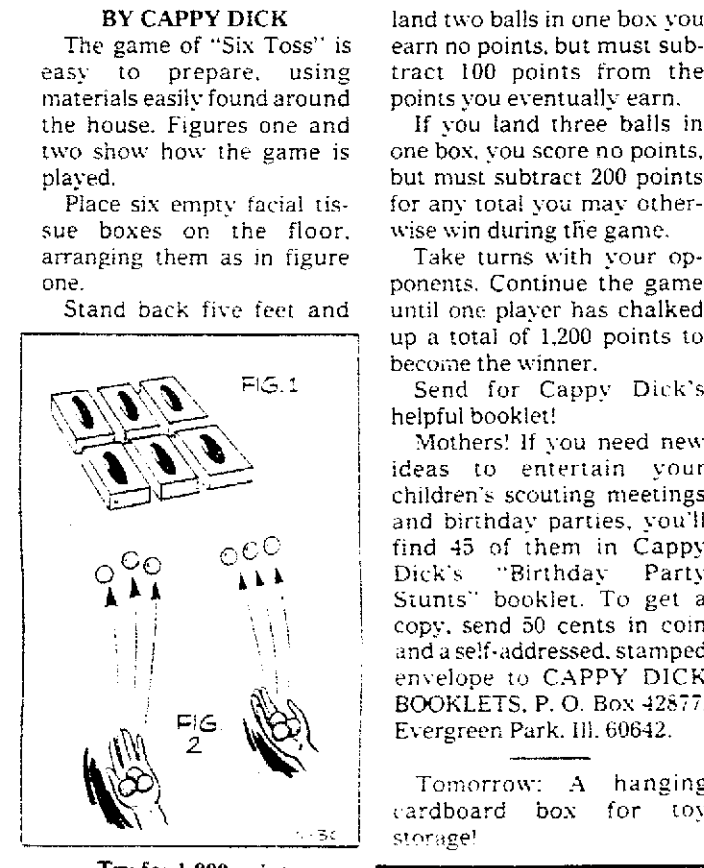 BY CAPPY DICK
The game of "Six Toss" is
easy to prepare, using
materials easily found around
the house. Figures one and
two show how the game is
played.
Place six empty facial tis-
sue boxes on the floor,
arranging them as in figure
one.
Stand back five feet and
FIG. 1
FIG.
2
land two balls in one box you
earn no points, but must sub-
tract 100 points from the
points you eventually earn.
If you land three balls in
one box, you score no points,
but must subtract 200 points
for any total you may other-
wise win during the game.
Take turns with your op-
ponents. Continue the game
until one player has chalked
up a total of 1,200 points to
become the winner.
Send for Cappy Dick's
helpful booklet!
Mothers! If you need new
ideas to entertain your
children's scouting meetings
and birthday parties, you'll
find 45 of them in Cappy
Dick's "Birthday Party
Stunts" booklet. To get a
copy, send 50 cents in coin
and a self-addressed, stamped
envelope to CAPPY DICK
BOOKLETS, P. O. Box 42877,
Evergreen Park, Ill. 60642.
Tomorrow: A hanging
cardboard box for toy
storage!